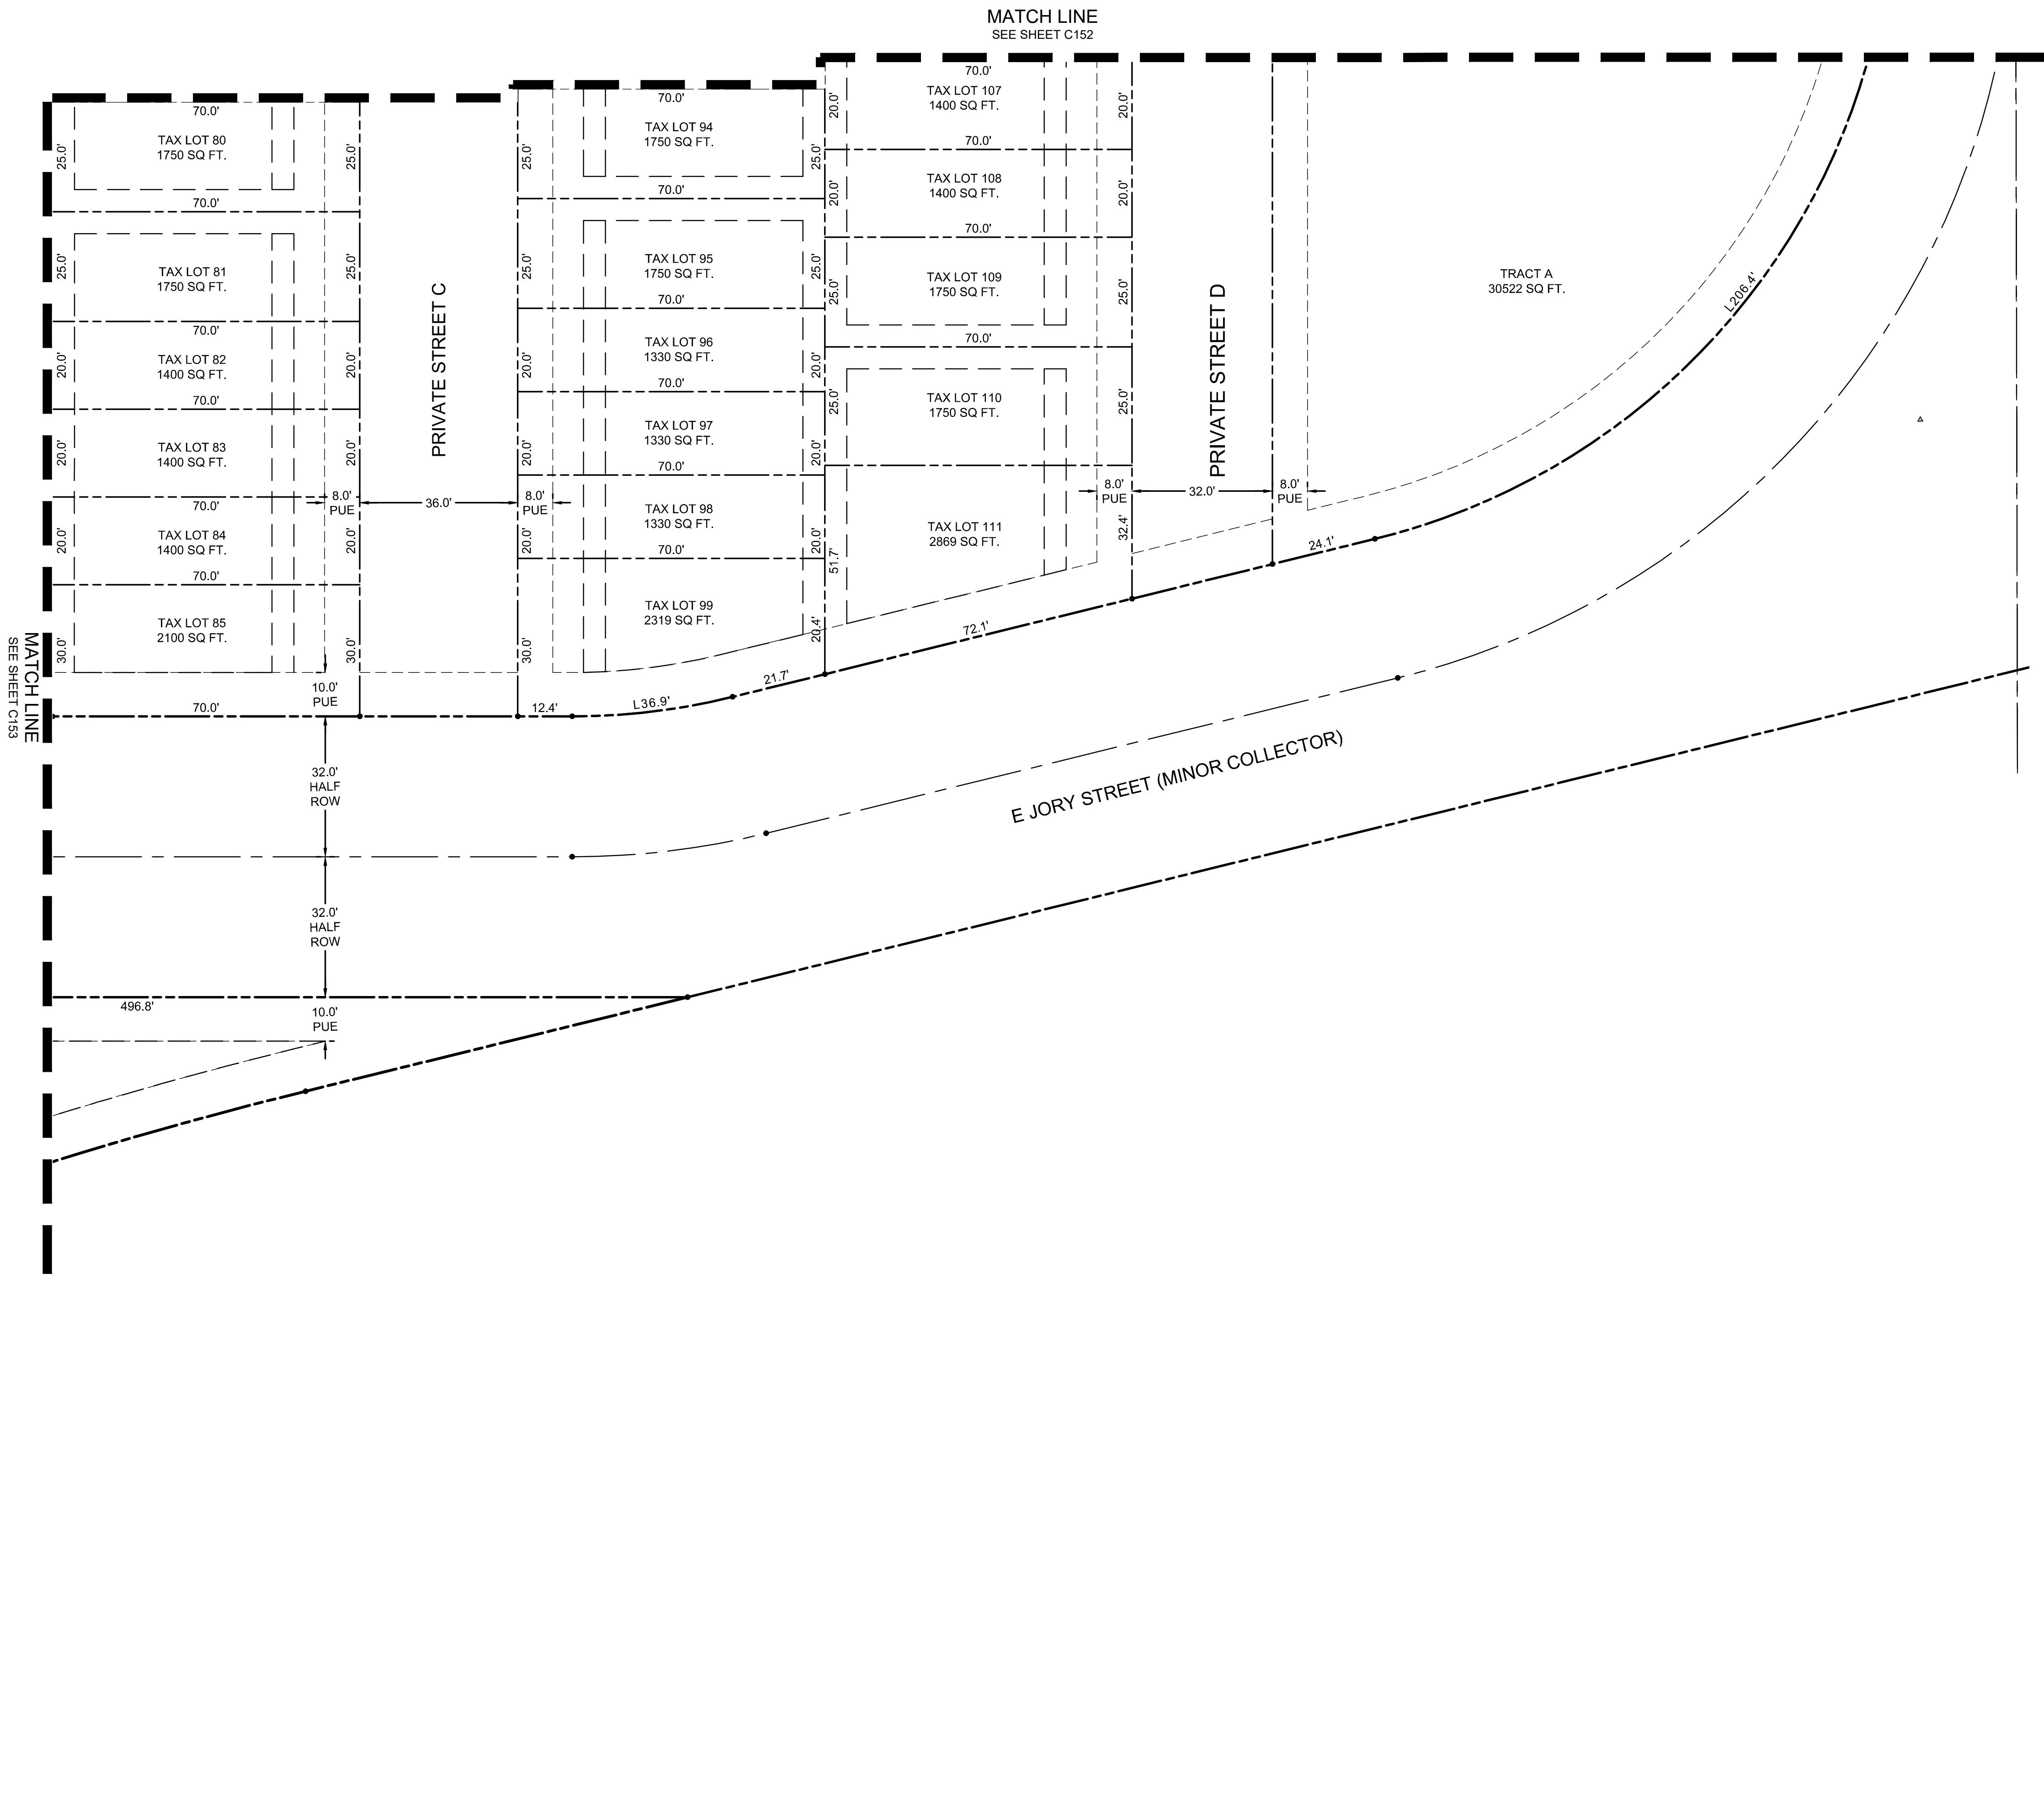 MATCH LINE
SEE SHEET C152
70.0'
TAX LOT 80
1750 SQ FT.
25.0'
25.0'
70.0'
25.0'
TAX LOT 81
1750 SQ FT.
25.0'
70.0'
20.0'
TAX LOT 82
1400 SQ FT.
20.0'
70.0'
20.0'
TAX LOT 83
1400 SQ FT.
20.0'
70.0'
20.0'
TAX LOT 84
1400 SQ FT.
20.0'
70.0'
30.0'
TAX LOT 85
2100 SQ FT.
30.0'
70.0'
8.0'
PUE
36.0'
8.0'
PUE
PRIVATE STREET C
10.0'
PUE
70.0'
TAX LOT 94
1750 SQ FT.
25.0'
25.0'
70.0'
25.0'
TAX LOT 95
1750 SQ FT.
25.0'
70.0'
20.0'
TAX LOT 96
1330 SQ FT.
20.0'
70.0'
20.0'
TAX LOT 97
1330 SQ FT.
20.0'
70.0'
20.0'
TAX LOT 98
1330 SQ FT.
20.0'
70.0'
30.0'
TAX LOT 99
2319 SQ FT.
20.4'
12.4'
L36.9'
21.7'
70.0'
TAX LOT 107
1400 SQ FT.
20.0'
20.0'
70.0'
20.0'
TAX LOT 108
1400 SQ FT.
20.0'
70.0'
25.0'
TAX LOT 109
1750 SQ FT.
25.0'
70.0'
25.0'
TAX LOT 110
1750 SQ FT.
25.0'
51.7'
TAX LOT 111
2869 SQ FT.
32.4'
72.1'
8.0'
PUE
32.0'
8.0'
PUE
PRIVATE STREET D
24.1'
TRACT A
30522 SQ FT.
L206.4'
MATCH LINE
SEE SHEET C153
32.0'
HALF
ROW
32.0'
HALF
ROW
E JORY STREET (MINOR COLLECTOR)
496.8'
10.0'
PUE